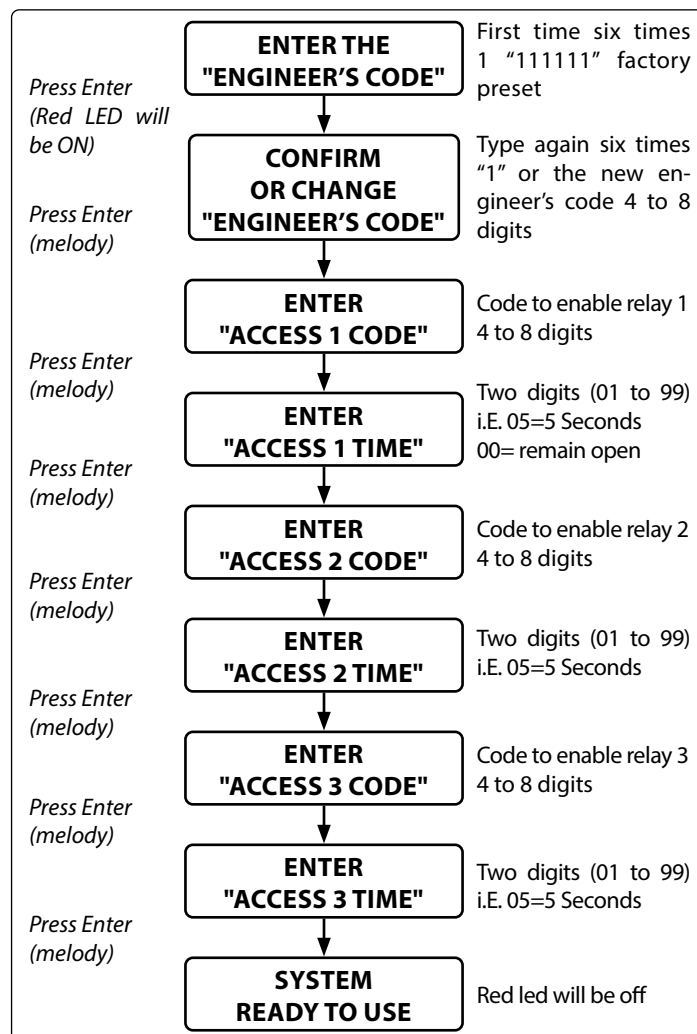 ENTER THE
"ENGINEER'S CODE"
First time six times
1 “111111” factory
preset
Press Enter
(Red LED will
be ON)
CONFIRM
OR CHANGE
"ENGINEER'S CODE"
Type again six times
“1” or the new en-
gineer's code 4 to 8
digits
Press Enter
(melody)
ENTER
"ACCESS 1 CODE"
Code to enable relay 1
4 to 8 digits
Press Enter
(melody)
ENTER
"ACCESS 1 TIME"
Two digits (01 to 99)
i.E. 05=5 Seconds
00= remain open
Press Enter
(melody)
ENTER
"ACCESS 2 CODE"
Code to enable relay 2
4 to 8 digits
Press Enter
(melody)
ENTER
"ACCESS 2 TIME"
Two digits (01 to 99)
i.E. 05=5 Seconds
Press Enter
(melody)
ENTER
"ACCESS 3 CODE"
Code to enable relay 3
4 to 8 digits
Press Enter
(melody)
ENTER
"ACCESS 3 TIME"
Two digits (01 to 99)
i.E. 05=5 Seconds
Press Enter
(melody)
SYSTEM
READY TO USE
Red led will be off